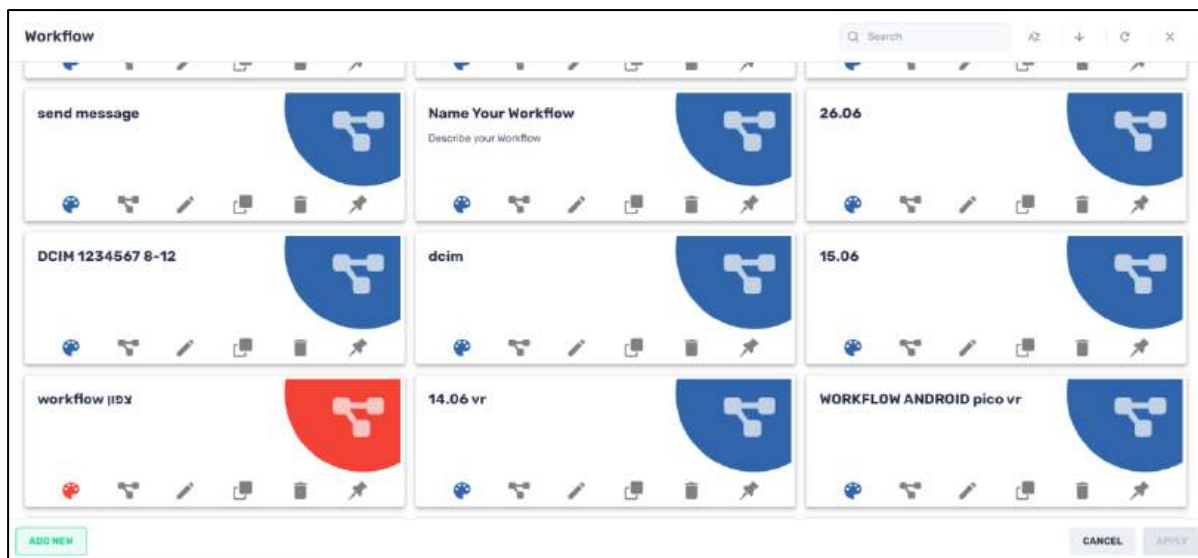 Workflow
Search
send message
Name Your Workflow
Describe your Workflow
26.06
DCIM 1234567 8-12
dcim
15.06
workflow צפון
14.06 vr
WORKFLOW ANDROID pico vr
ADD NEW
CANCEL
APPLY